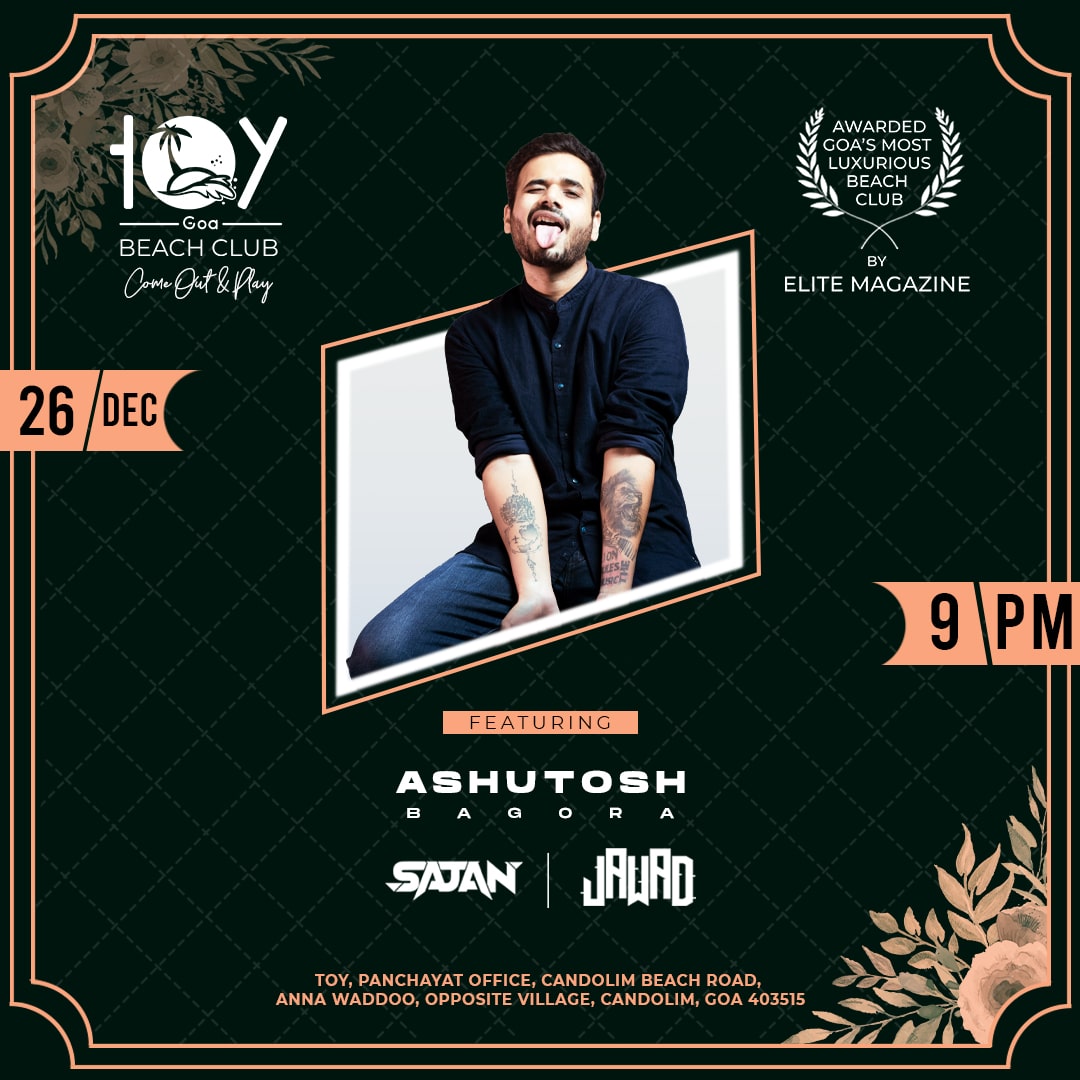 tOY
Goa
BEACH CLUB
Come Out & Play
AWARDED
GOA'S MOST
LUXURIOUS
BEACH
CLUB
BY
ELITE MAGAZINE
26/DEC
9\PM
FEATURING
ASHUTOSH
BAGORA
SAJAN | JAWAD
TOY, PANCHAYAT OFFICE, CANDOLIM BEACH ROAD,
ANNA WADDOO, OPPOSITE VILLAGE, CANDOLIM, GOA 403515